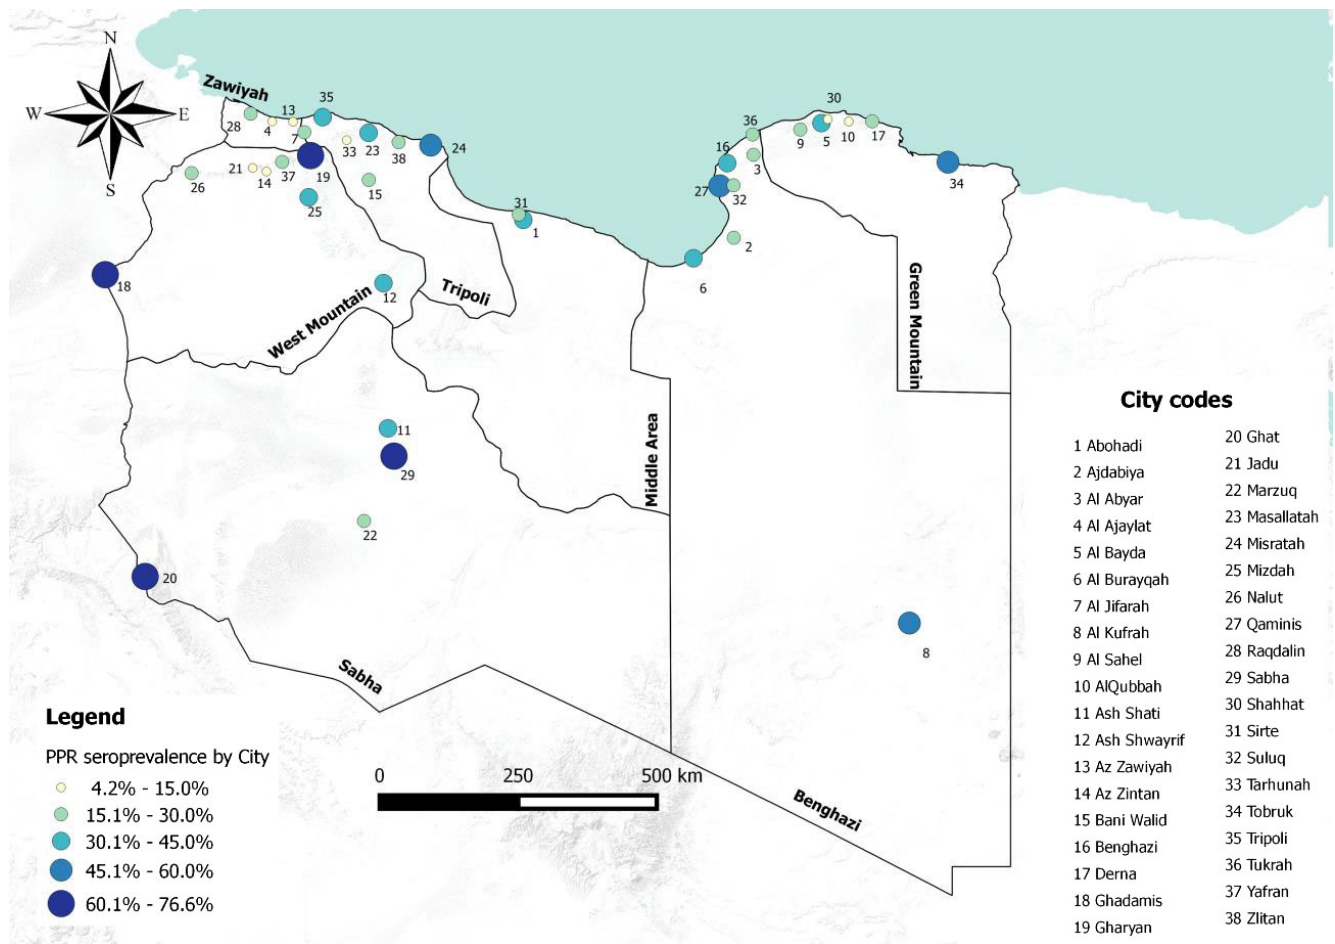 N
W
E
S
Zawiyah
28
4
13
7
35
33
23
38
24
21
14
37
19
26
25
15
18
12
31
1
Tripoli
West Mountain
11
29
22
20
Sabha
36
16
3
27
32
2
6
9
5
30
10
17
34
Green Mountain
Middle Area
8
Benghazi
0 250 500 km
Legend
PPR seroprevalence by City
4.2% - 15.0%
15.1% - 30.0%
30.1% - 45.0%
45.1% - 60.0%
60.1% - 76.6%
City codes
1 Abohadi
2 Ajdabiya
3 Al Abyar
4 Al Ajaylat
5 Al Bayda
6 Al Burayqah
7 Al Jifarah
8 Al Kufrah
9 Al Sahel
10 AlQubbah
11 Ash Shati
12 Ash Shwayrif
13 Az Zawiyah
14 Az Zintan
15 Bani Walid
16 Benghazi
17 Derna
18 Ghadamis
19 Gharyan
20 Ghat
21 Jadu
22 Marzuq
23 Masallatah
24 Misratah
25 Mizdah
26 Nalut
27 Qaminis
28 Raqdalin
29 Sabha
30 Shahhat
31 Sirte
32 Suluq
33 Tarhunah
34 Tobruk
35 Tripoli
36 Tukrah
37 Yafran
38 Zlitan